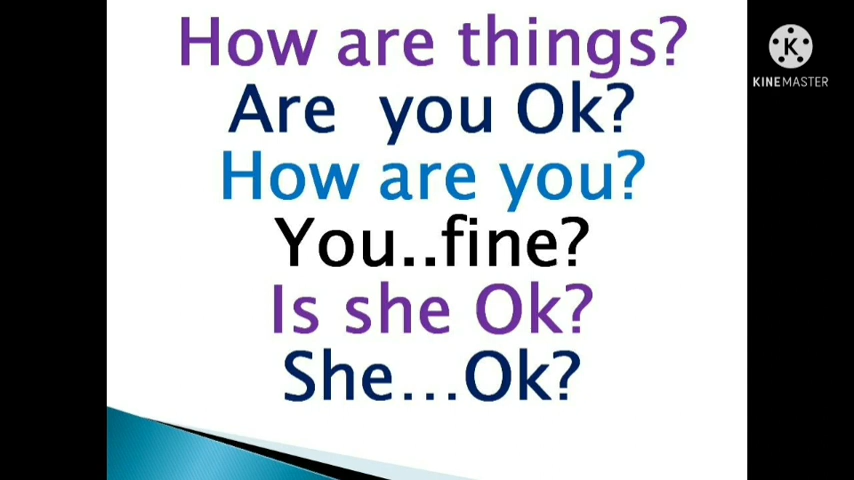 How are things?
Are you Ok?
How are you?
You..fine?
Is she Ok?
She...Ok?
K
KINEMASTER